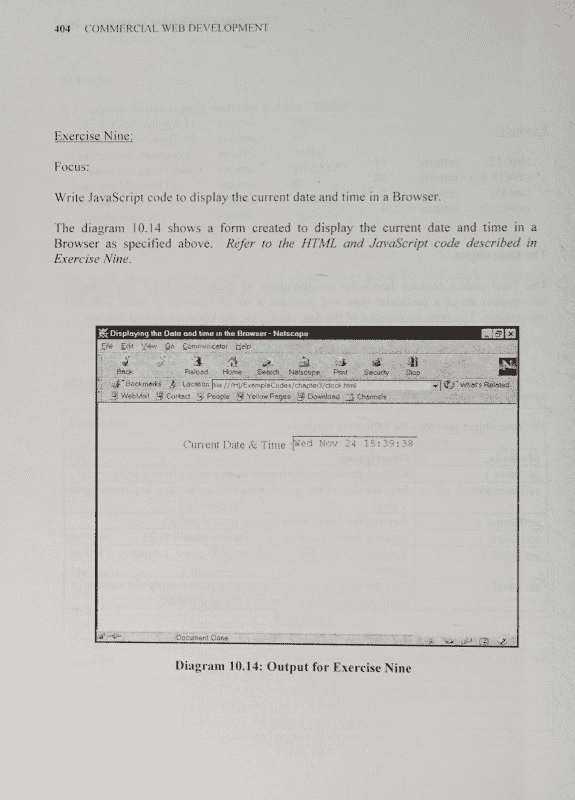 404 COMMERCIAL WEB DEVELOPMENT
Exercise Nine:
Focus:
Write JavaScript code to display the current date and time in a Browser.
The diagram 10.14 shows a form created to display the current date and time in a
Browser as specified above. Refer to the HTML and JavaScript code described in
Exercise Nine.
Displaying the Date and time in the Browser - Netscape
File Edit View Go Communicator Help
Back Reload Home Search Netscape Print Security Stop
Bookmarks Location: file:///H|/ExampleCodes/chapter3/clock.html What's Related
WebMail Contact People Yellow Pages Download Channels
Current Date & Time : Wed Nov 24 15:39:38
Document Done
Diagram 10.14: Output for Exercise Nine